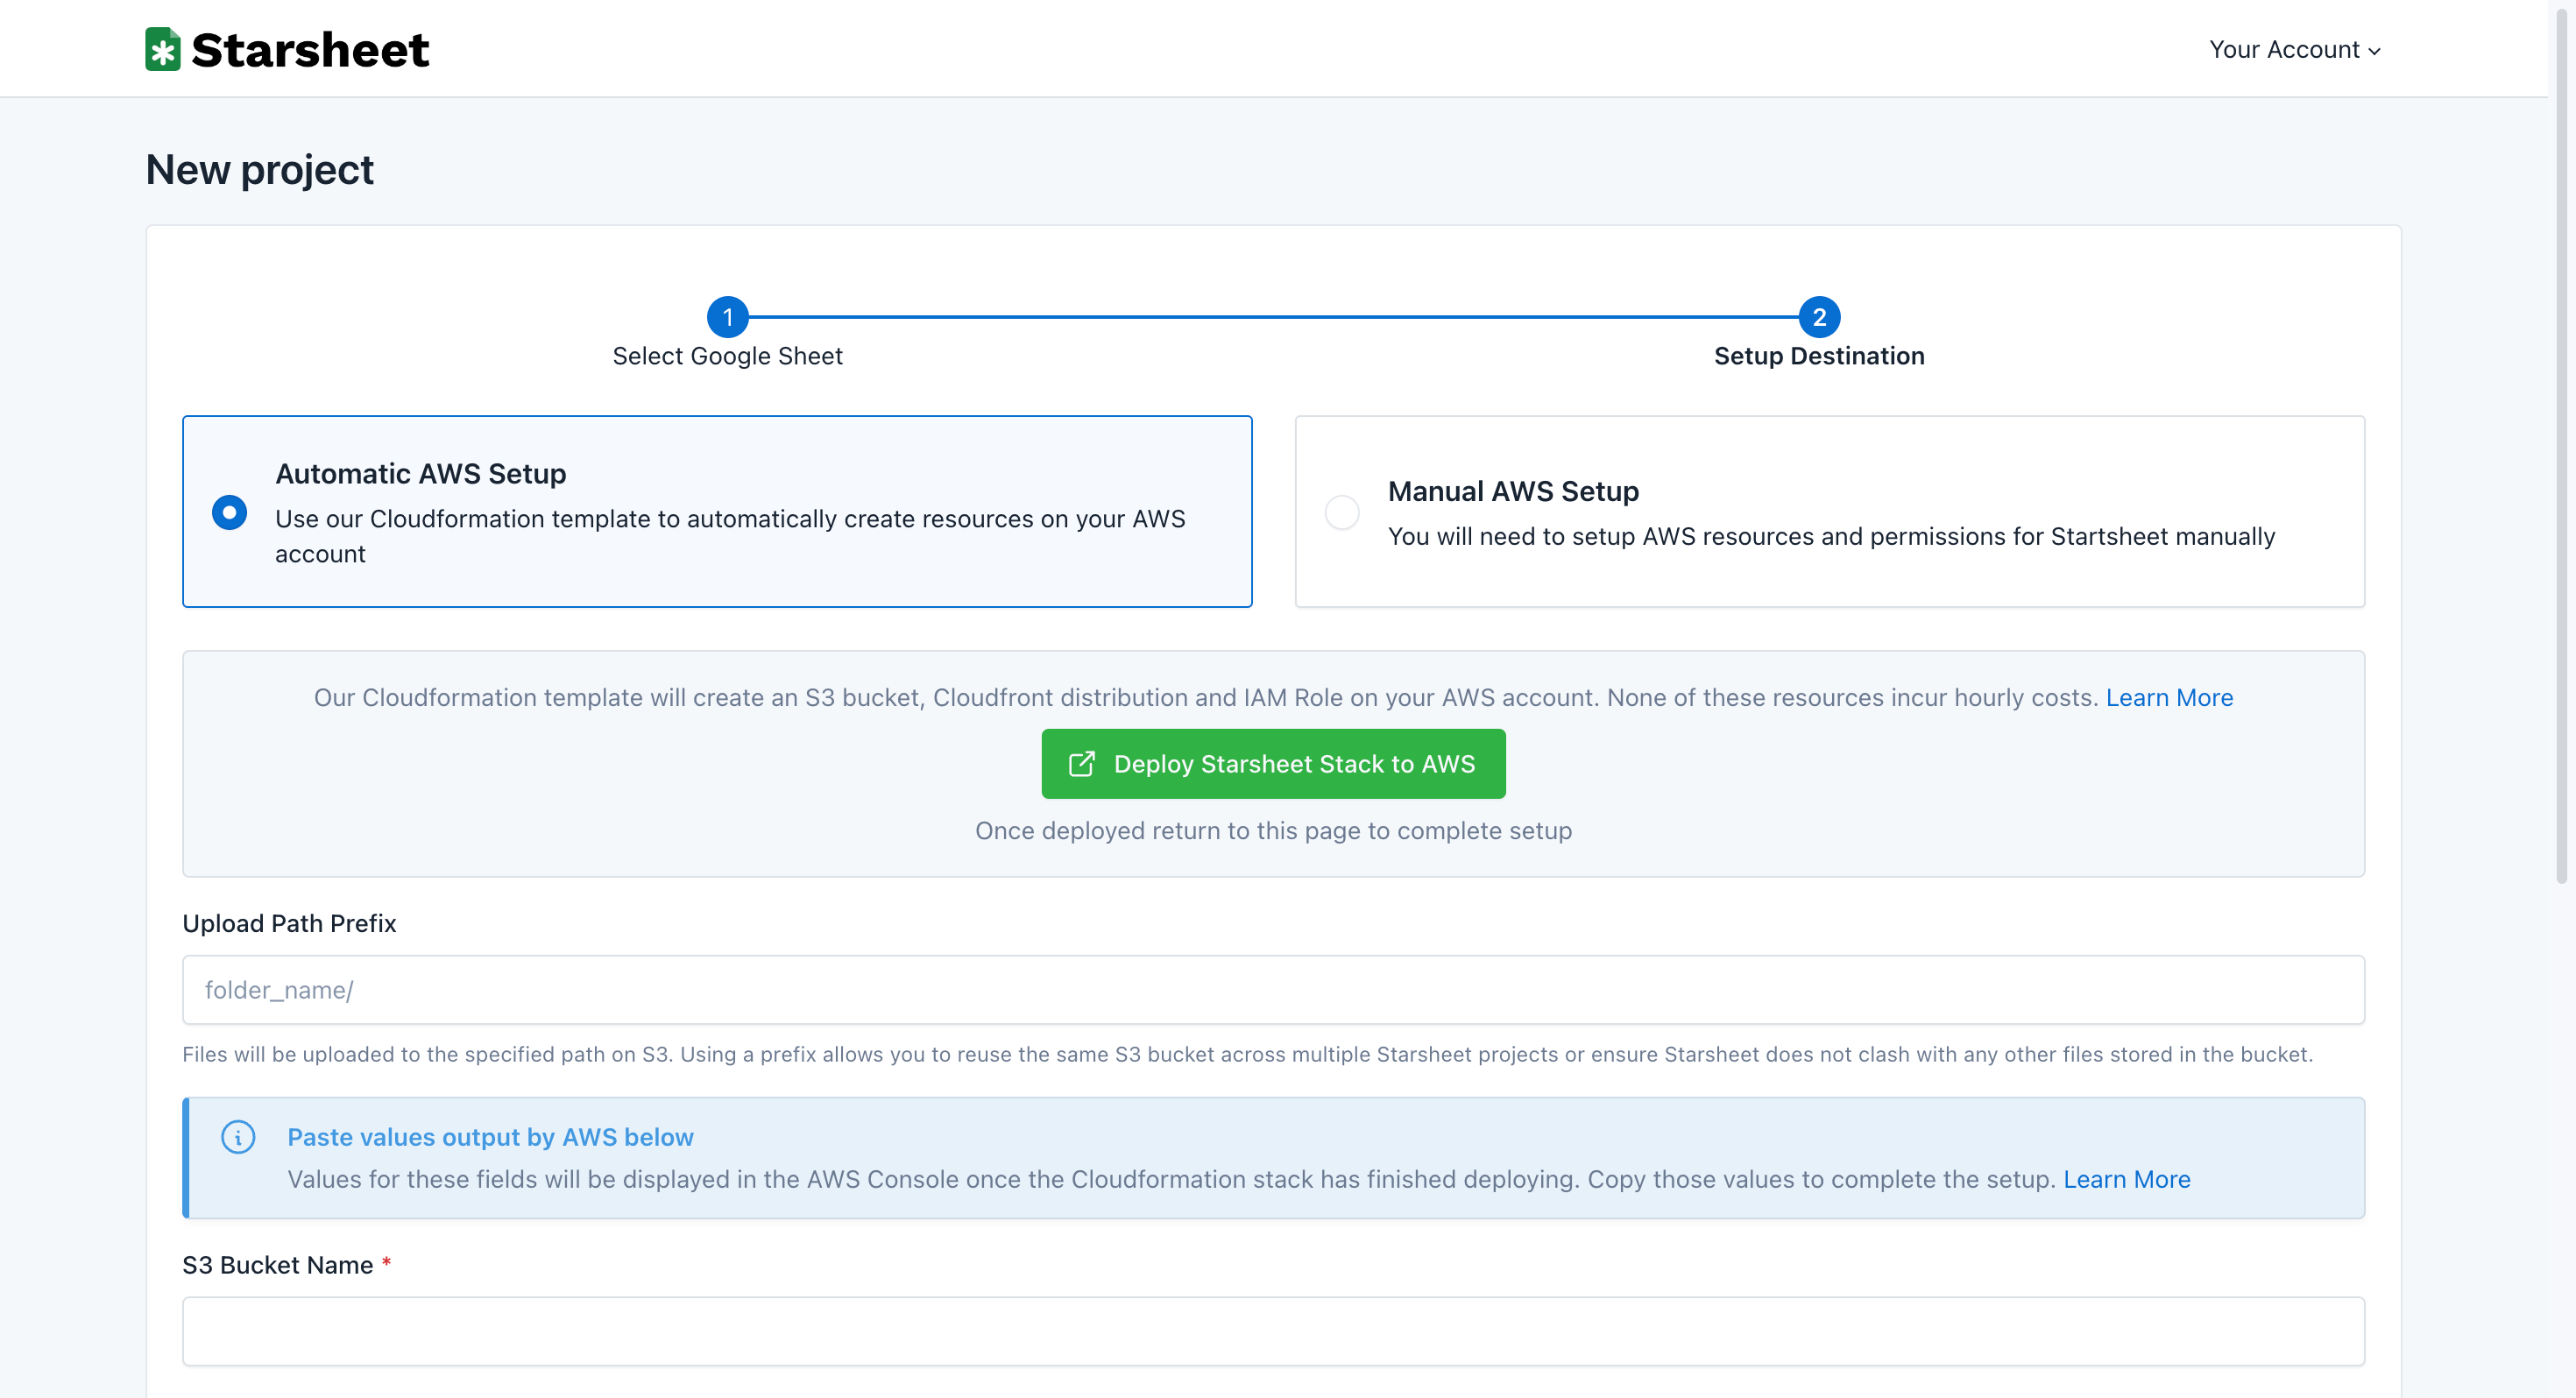 Starsheet
Your Account
New project
1
2
Select Google Sheet
Setup Destination
Automatic AWS Setup
Use our Cloudformation template to automatically create resources on your AWS
account
Manual AWS Setup
You will need to setup AWS resources and permissions for Startsheet manually
Our Cloudformation template will create an S3 bucket, Cloudfront distribution and IAM Role on your AWS account. None of these resources incur hourly costs. Learn More
Deploy Starsheet Stack to AWS
Once deployed return to this page to complete setup
Upload Path Prefix
folder_name/
Files will be uploaded to the specified path on S3. Using a prefix allows you to reuse the same S3 bucket across multiple Starsheet projects or ensure Starsheet does not clash with any other files stored in the bucket.
Paste values output by AWS below
Values for these fields will be displayed in the AWS Console once the Cloudformation stack has finished deploying. Copy those values to complete the setup. Learn More
S3 Bucket Name *